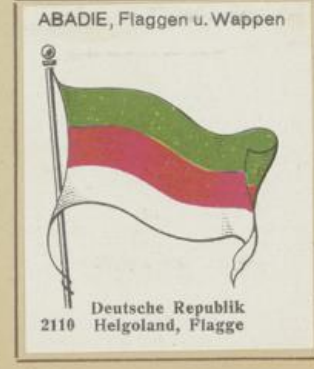 ABADIE, Flaggen u. Wappen
Deutsche Republik
2110 Helgoland, Flagge